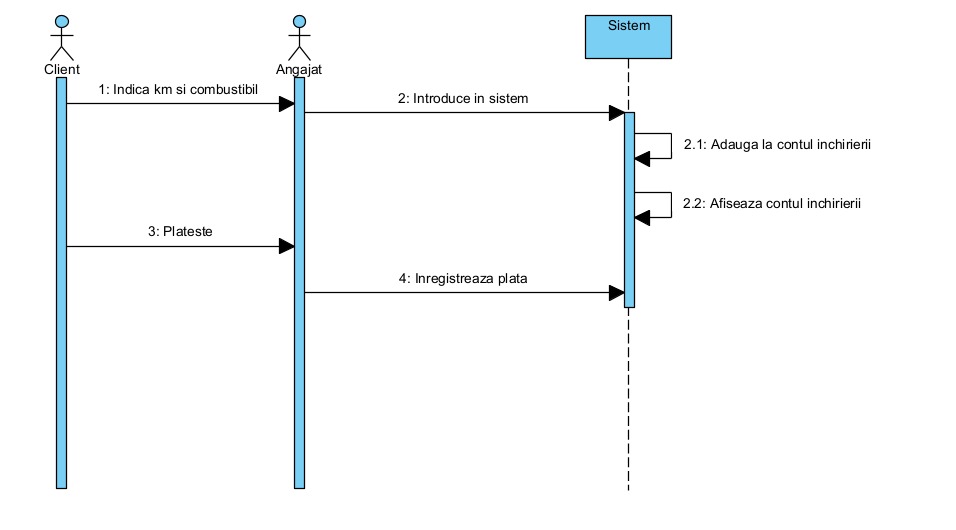 Sistem
Client
Angajat
1: Indica km si combustibil
2: Introduce in sistem
2.1: Adauga la contul inchirierii
2.2: Afiseaza contul inchirierii
3: Plateste
4: Inregistreaza plata